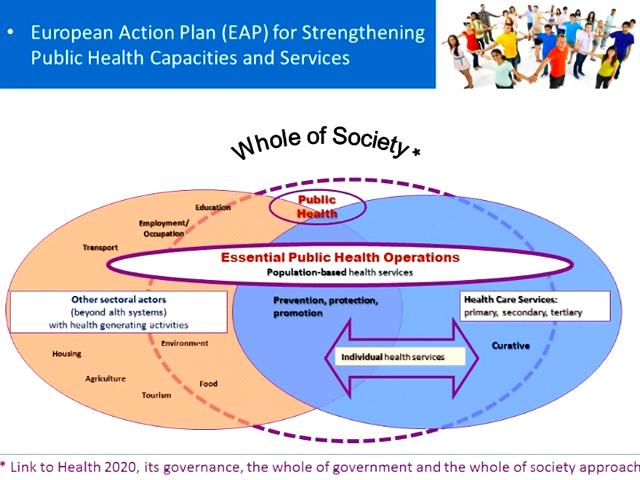 • European Action Plan (EAP) for Strengthening
Public Health Capacities and Services
Whole of Society *
Education
Public
Health
Employment/
Occupation
Transport
Essential Public Health Operations
Population-based health services
Other sectoral actors
(beyond alth systems)
with health generating activities
Prevention, protection,
promotion
Health Care Services:
primary, secondary, tertiary
Environment
Curative
Housing
Individual health services
Agriculture
Food
Tourism
* Link to Health 2020, its governance, the whole of government and the whole of society approach